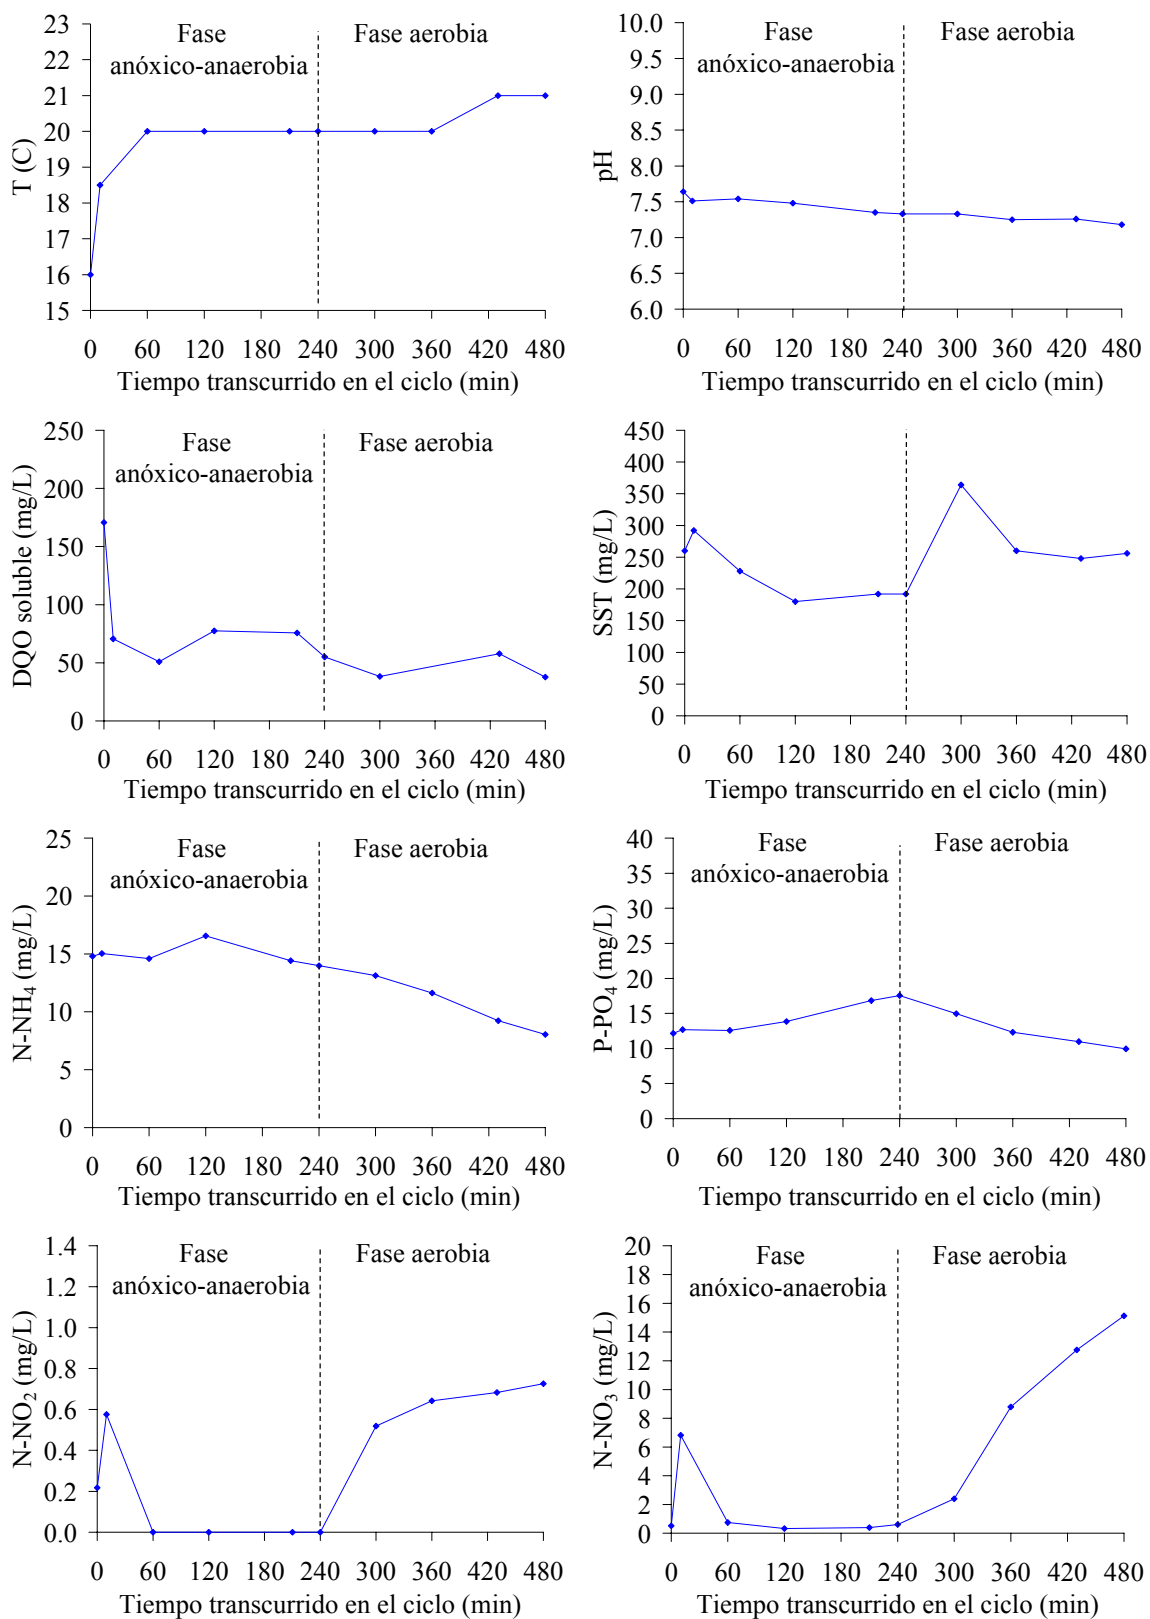 23
22
21
20
19
18
17
16
15
T (C)
Fase
anóxico-anaerobia
Fase aerobia
0 60 120 180 240 300 360 420 480
Tiempo transcurrido en el ciclo (min)
10.0
9.5
9.0
8.5
8.0
7.5
7.0
6.5
6.0
pH
Fase
anóxico-anaerobia
Fase aerobia
0 60 120 180 240 300 360 420 480
Tiempo transcurrido en el ciclo (min)
250
200
150
100
50
0
DQO soluble (mg/L)
Fase
anóxico-anaerobia
Fase aerobia
0 60 120 180 240 300 360 420 480
Tiempo transcurrido en el ciclo (min)
450
400
350
300
250
200
150
100
50
0
SST (mg/L)
0 60 120 180 240 300 360 420 480
Tiempo transcurrido en el ciclo (min)
25
20
15
10
5
0
N-NH₄ (mg/L)
Fase
anóxico-anaerobia
Fase aerobia
0 60 120 180 240 300 360 420 480
Tiempo transcurrido en el ciclo (min)
40
35
30
25
20
15
10
5
0
P-PO₄ (mg/L)
Fase
anóxico-anaerobia
Fase aerobia
0 60 120 180 240 300 360 420 480
Tiempo transcurrido en el ciclo (min)
1.4
1.2
1.0
0.8
0.6
0.4
0.2
0.0
N-NO₂ (mg/L)
Fase
anóxico-anaerobia
Fase aerobia
0 60 120 180 240 300 360 420 480
Tiempo transcurrido en el ciclo (min)
20
18
16
14
12
10
8
6
4
2
0
N-NO₃ (mg/L)
Fase
anóxico-anaerobia
Fase aerobia
0 60 120 180 240 300 360 420 480
Tiempo transcurrido en el ciclo (min)